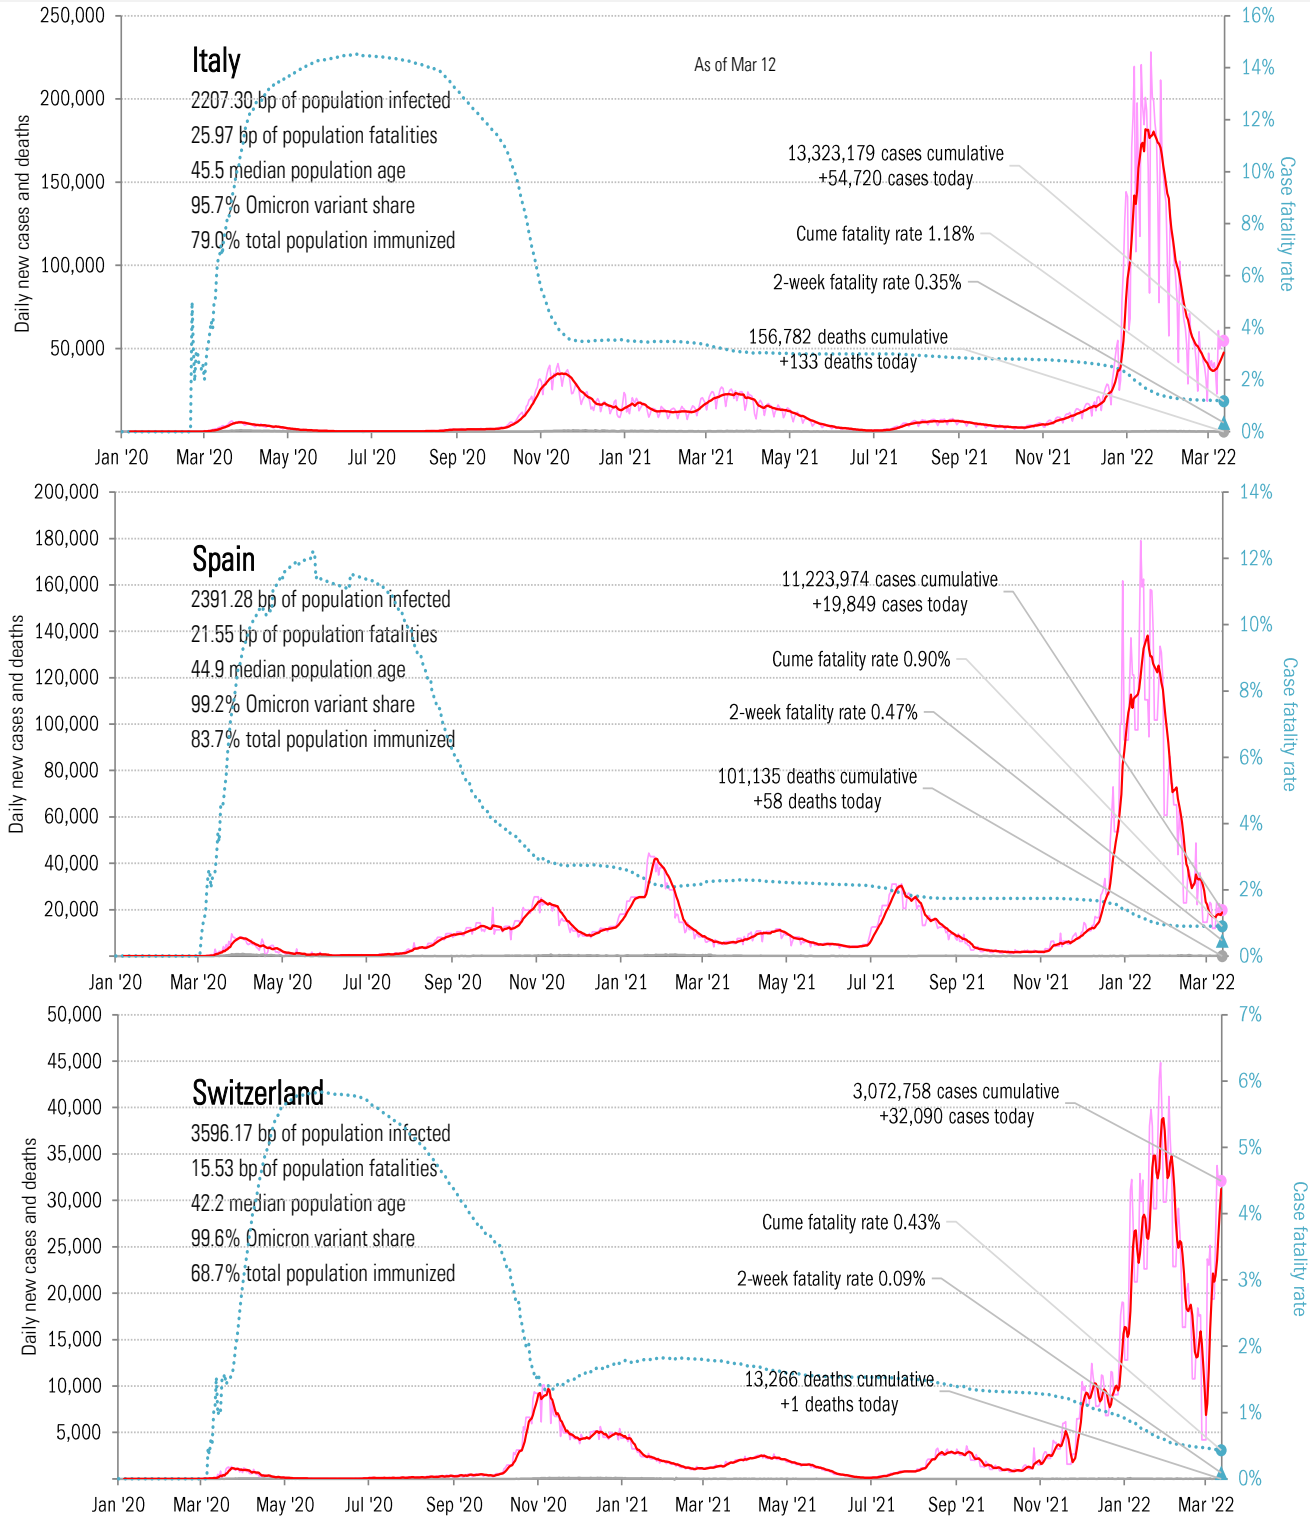 250,000
16%
Italy
As of Mar 12
14%
2207.30 bp of population infected
200,000
12%
25.97 bp of population fatalities
13,323,179 cases cumulative
+54,720 cases today
45.5 median population age
150,000
10%
95.7% Omicron variant share
Cume fatality rate 1.18%
8%
79.0% total population immunized
100,000
2-week fatality rate 0.35%
6%
156,782 deaths cumulative
+133 deaths today
50,000
4%
2%
0%
Daily new cases and deaths
Case fatality rate
Jan '20 Mar '20 May '20 Jul '20 Sep '20 Nov '20 Jan '21 Mar '21 May '21 Jul '21 Sep '21 Nov '21 Jan '22 Mar '22
200,000
14%
180,000
Spain
12%
160,000
11,223,974 cases cumulative
+19,849 cases today
2391.28 bp of population infected
140,000
10%
21.55 bp of population fatalities
Cume fatality rate 0.90%
120,000
44.9 median population age
8%
99.2% Omicron variant share
2-week fatality rate 0.47%
100,000
83.7% total population immunized
6%
80,000
101,135 deaths cumulative
+58 deaths today
60,000
4%
40,000
2%
20,000
0%
Daily new cases and deaths
Case fatality rate
Jan '20 Mar '20 May '20 Jul '20 Sep '20 Nov '20 Jan '21 Mar '21 May '21 Jul '21 Sep '21 Nov '21 Jan '22 Mar '22
50,000
7%
45,000
Switzerland
6%
3,072,758 cases cumulative
+32,090 cases today
40,000
3596.17 bp of population infected
15.53 bp of population fatalities
35,000
5%
42.2 median population age
30,000
4%
99.6% Omicron variant share
Cume fatality rate 0.43%
25,000
68.7% total population immunized
2-week fatality rate 0.09%
3%
20,000
15,000
2%
13,266 deaths cumulative
+1 deaths today
10,000
1%
5,000
0%
Daily new cases and deaths
Case fatality rate
Jan '20 Mar '20 May '20 Jul '20 Sep '20 Nov '20 Jan '21 Mar '21 May '21 Jul '21 Sep '21 Nov '21 Jan '22 Mar '22